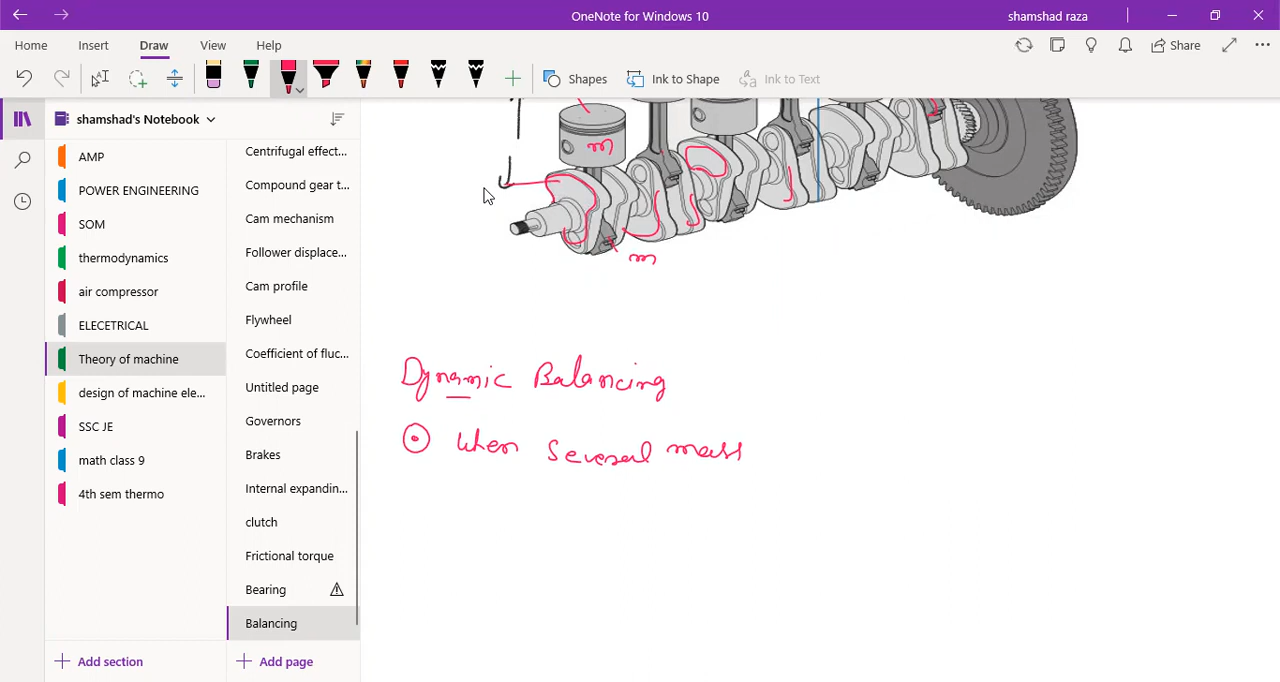 OneNote for Windows 10
shamshad raza
Home Insert Draw View Help
Share
Shapes Ink to Shape Ink to Text
shamshad's Notebook
AMP
POWER ENGINEERING
SOM
thermodynamics
air compressor
ELECETRICAL
Theory of machine
design of machine ele...
SSC JE
math class 9
4th sem thermo
Add section
Centrifugal effect...
Compound gear t...
Cam mechanism
Follower displace...
Cam profile
Flywheel
Coefficient of fluc...
Untitled page
Governors
Brakes
Internal expandin...
clutch
Frictional torque
Bearing
Balancing
Add page
m
m
Dynamic Balancing
When several mass